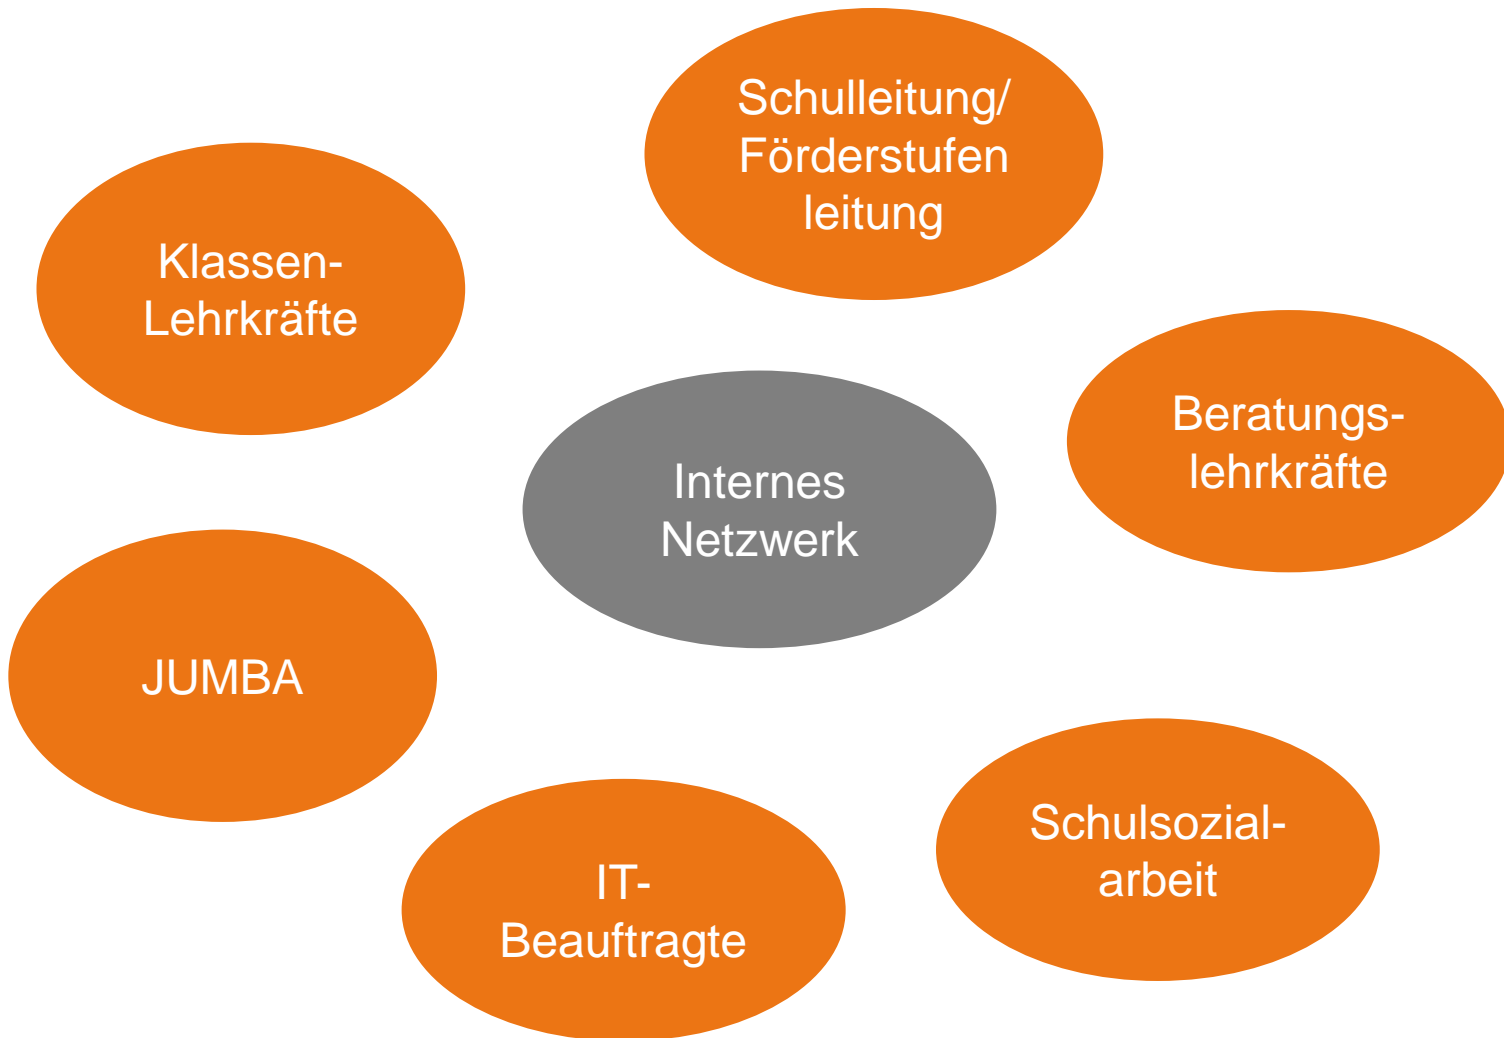 Schulleitung/
Förderstufen
leitung
Klassen-
Lehrkräfte
Beratungs-
lehrkräfte
Internes
Netzwerk
JUMBA
Schulsozial-
arbeit
IT-
Beauftragte